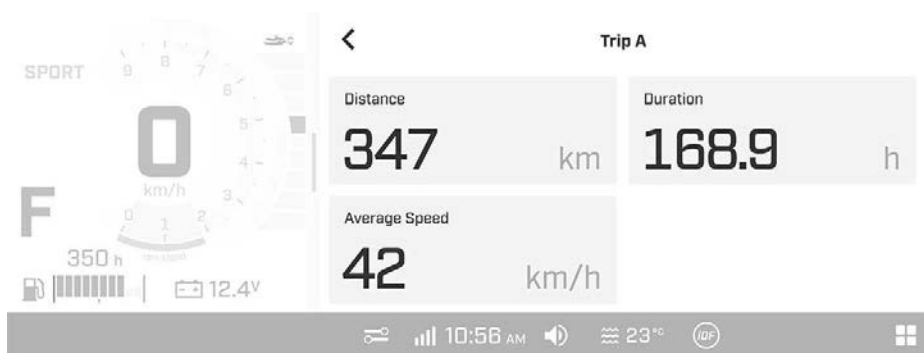 SPORT
9 8 7 6 5 4 3 2 1 0
0
km/h
F
350 h
12.4V
Trip A
Distance
347 km
Duration
168.9 h
Average Speed
42 km/h
10:56 AM
23°C
iDF